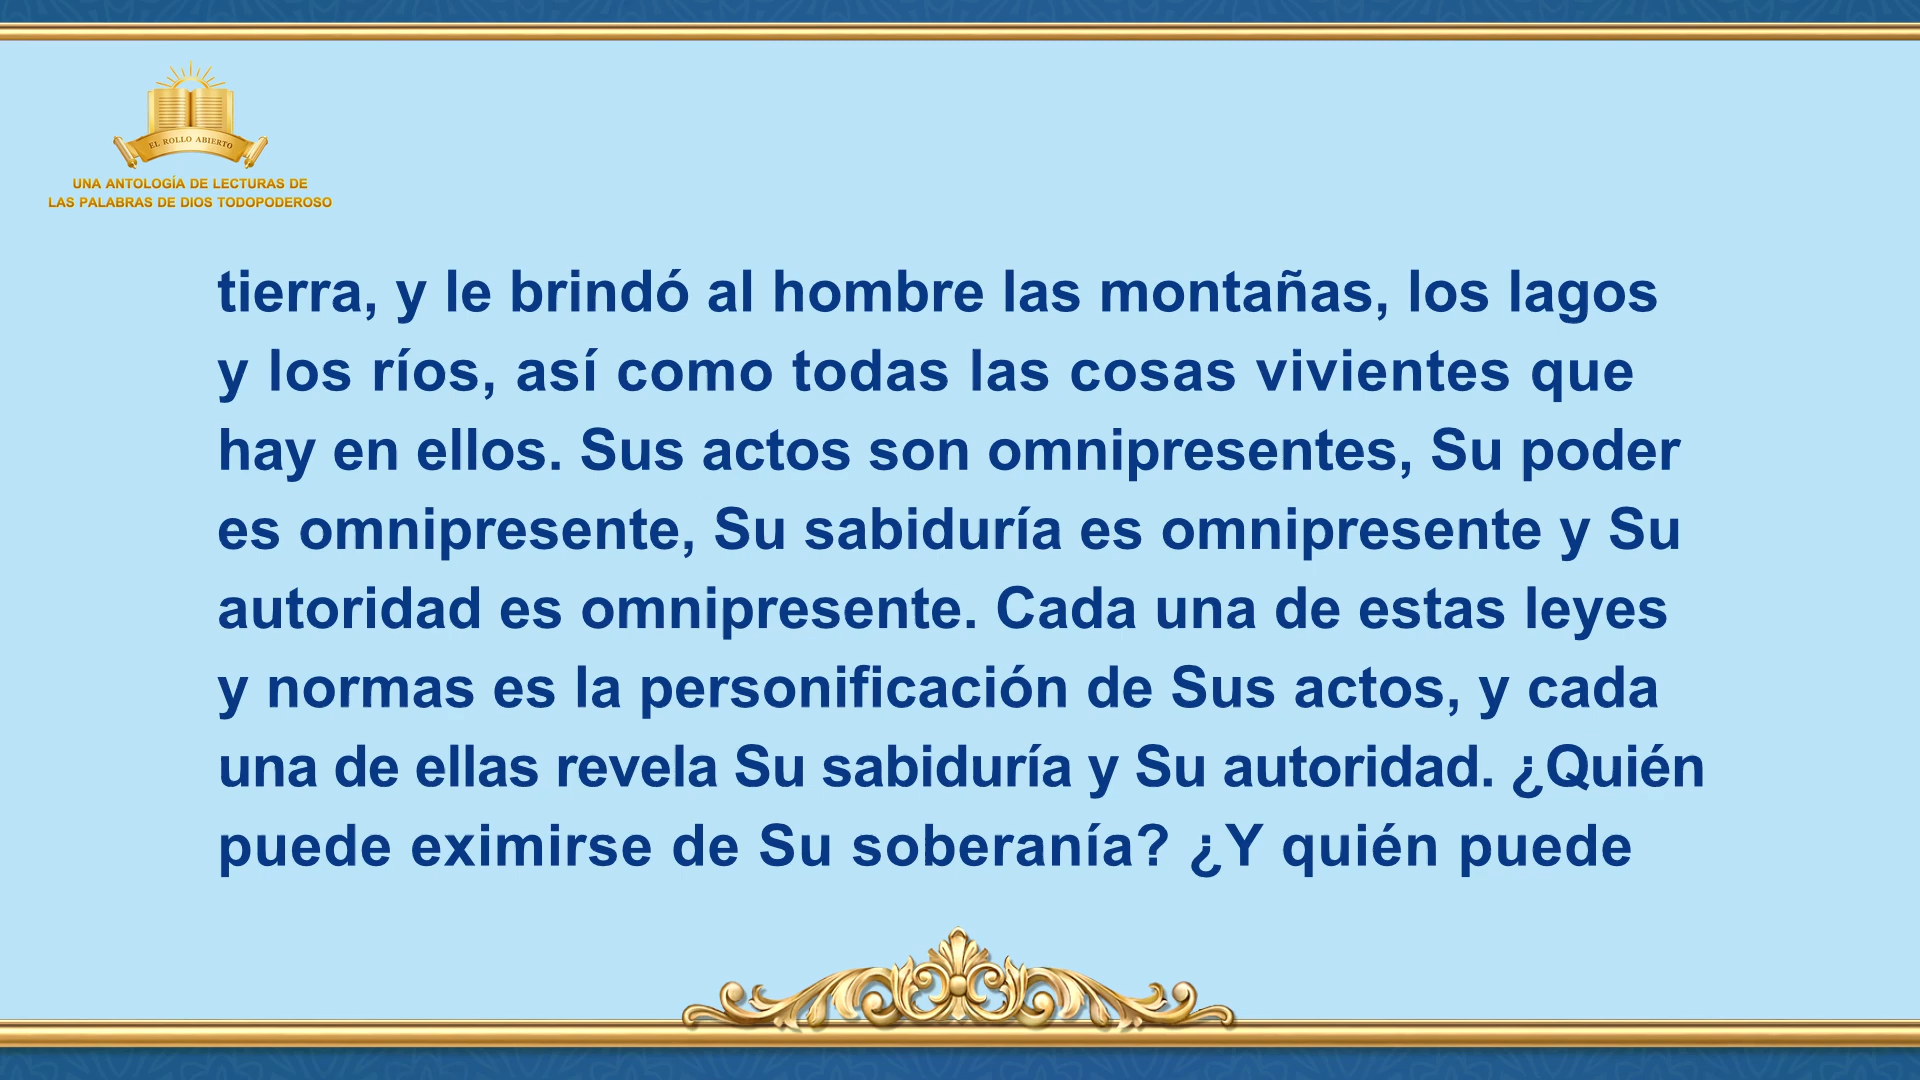 EL ROLLO ABIERTO
UNA ANTOLOGÍA DE LECTURAS DE
LAS PALABRAS DE DIOS TODOPODEROSO
tierra, y le brindó al hombre las montañas, los lagos
y los ríos, así como todas las cosas vivientes que
hay en ellos. Sus actos son omnipresentes, Su poder
es omnipresente, Su sabiduría es omnipresente y Su
autoridad es omnipresente. Cada una de estas leyes
y normas es la personificación de Sus actos, y cada
una de ellas revela Su sabiduría y Su autoridad. ¿Quién
puede eximirse de Su soberanía? ¿Y quién puede